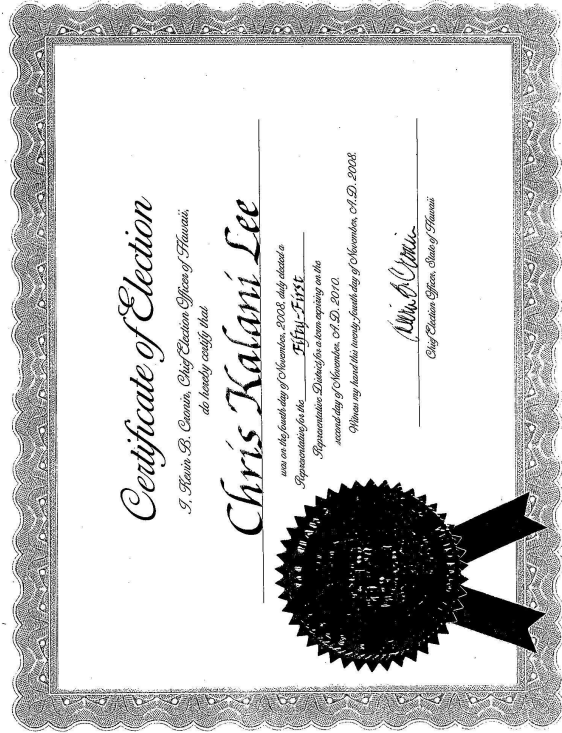 Certificate of Election
I, Kevin B. Cronin, Chief Election Officer of Hawaii,
do hereby certify that
Chris Kalani Lee
was on the fourth day of November, 2008, duly elected a
Representative for the Fifty-First
Representative District for a term expiring on the
second day of November, A.D. 2010.
Witness my hand this twenty-fourth day of November, A.D. 2008.
Kevin B. Cronin
Chief Election Officer, State of Hawaii